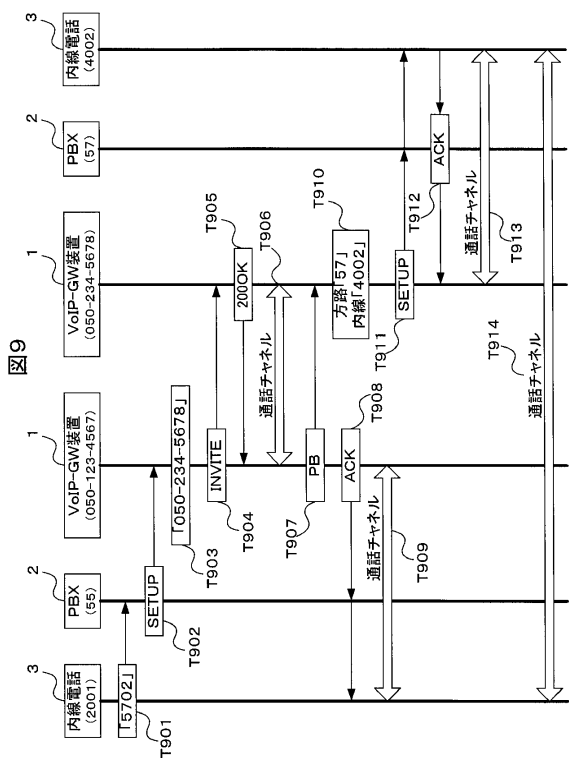 図9
3
内線電話
(2001)
2
PBX
(55)
1
VoIP-GW装置
(050-123-4567)
1
VoIP-GW装置
(050-234-5678)
2
PBX
(57)
3
内線電話
(4002)
「5702」
T901
SETUP
T902
「050-234-5678」
T903
INVITE
T904
200OK
T905
通話チャネル
T906
PB
T907
ACK
T908
通話チャネル
T909
方路「57」
内線「4002」
T910
SETUP
T911
ACK
T912
通話チャネル
T913
通話チャネル
T914